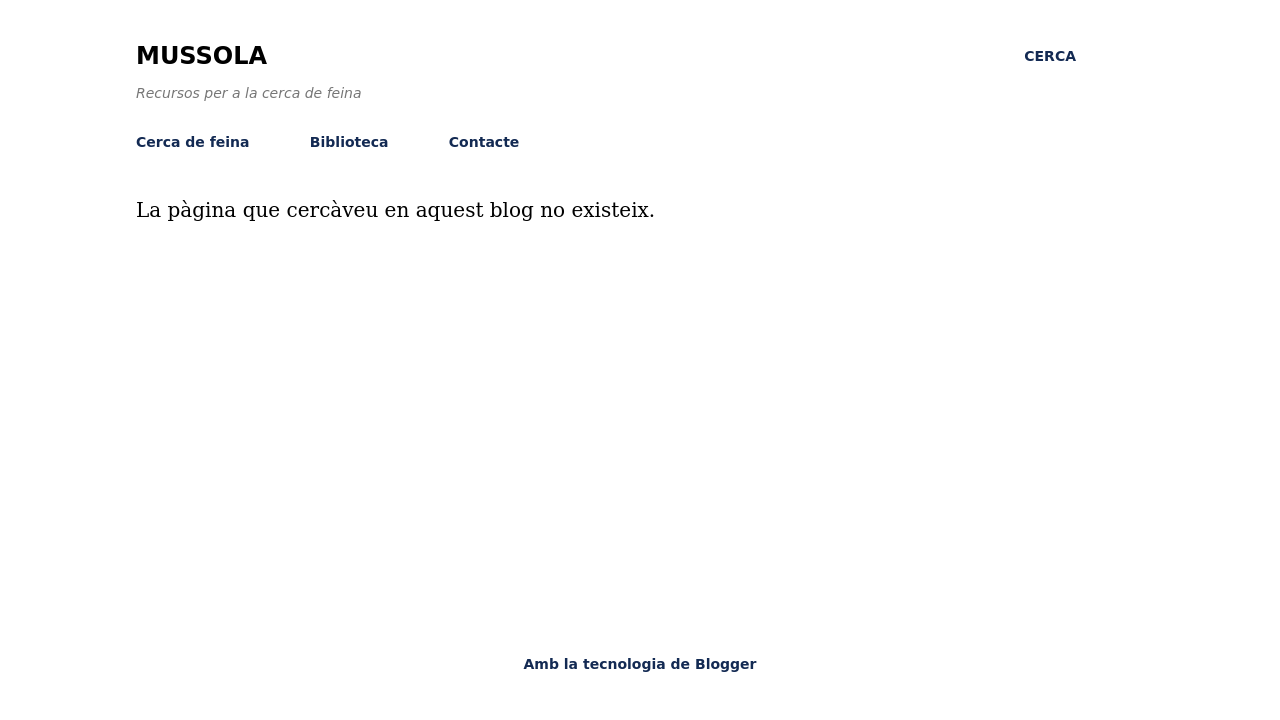 MUSSOLA
CERCA
Recursos per a la cerca de feina
Cerca de feina Biblioteca Contacte
La pàgina que cercàveu en aquest blog no existeix.
Amb la tecnologia de Blogger